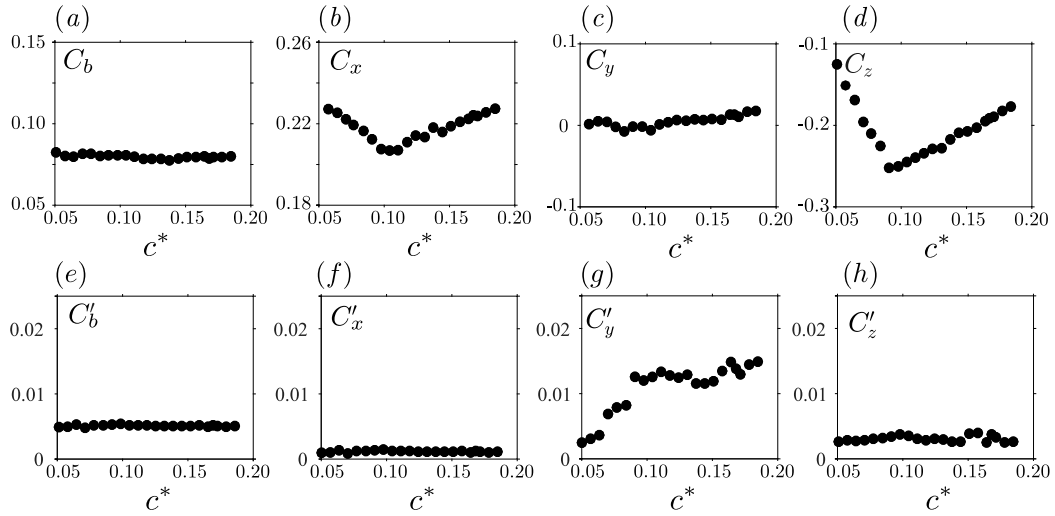 (a) (b) (c) (d)
0.15 0.26 0.1 -0.1
C_b C_x C_y C_z
0.10 0.22 0 -0.2
0.05 0.18 -0.1 -0.3
0.05 0.10 0.15 0.20 0.05 0.10 0.15 0.20 0.05 0.10 0.15 0.20 0.05 0.10 0.15 0.20
c* c* c* c*
(e) (f) (g) (h)
C'_b C'_x C'_y C'_z
0.02 0.02 0.02 0.02
0.01 0.01 0.01 0.01
0 0 0 0
0.05 0.10 0.15 0.20 0.05 0.10 0.15 0.20 0.05 0.10 0.15 0.20 0.05 0.10 0.15 0.20
c* c* c* c*